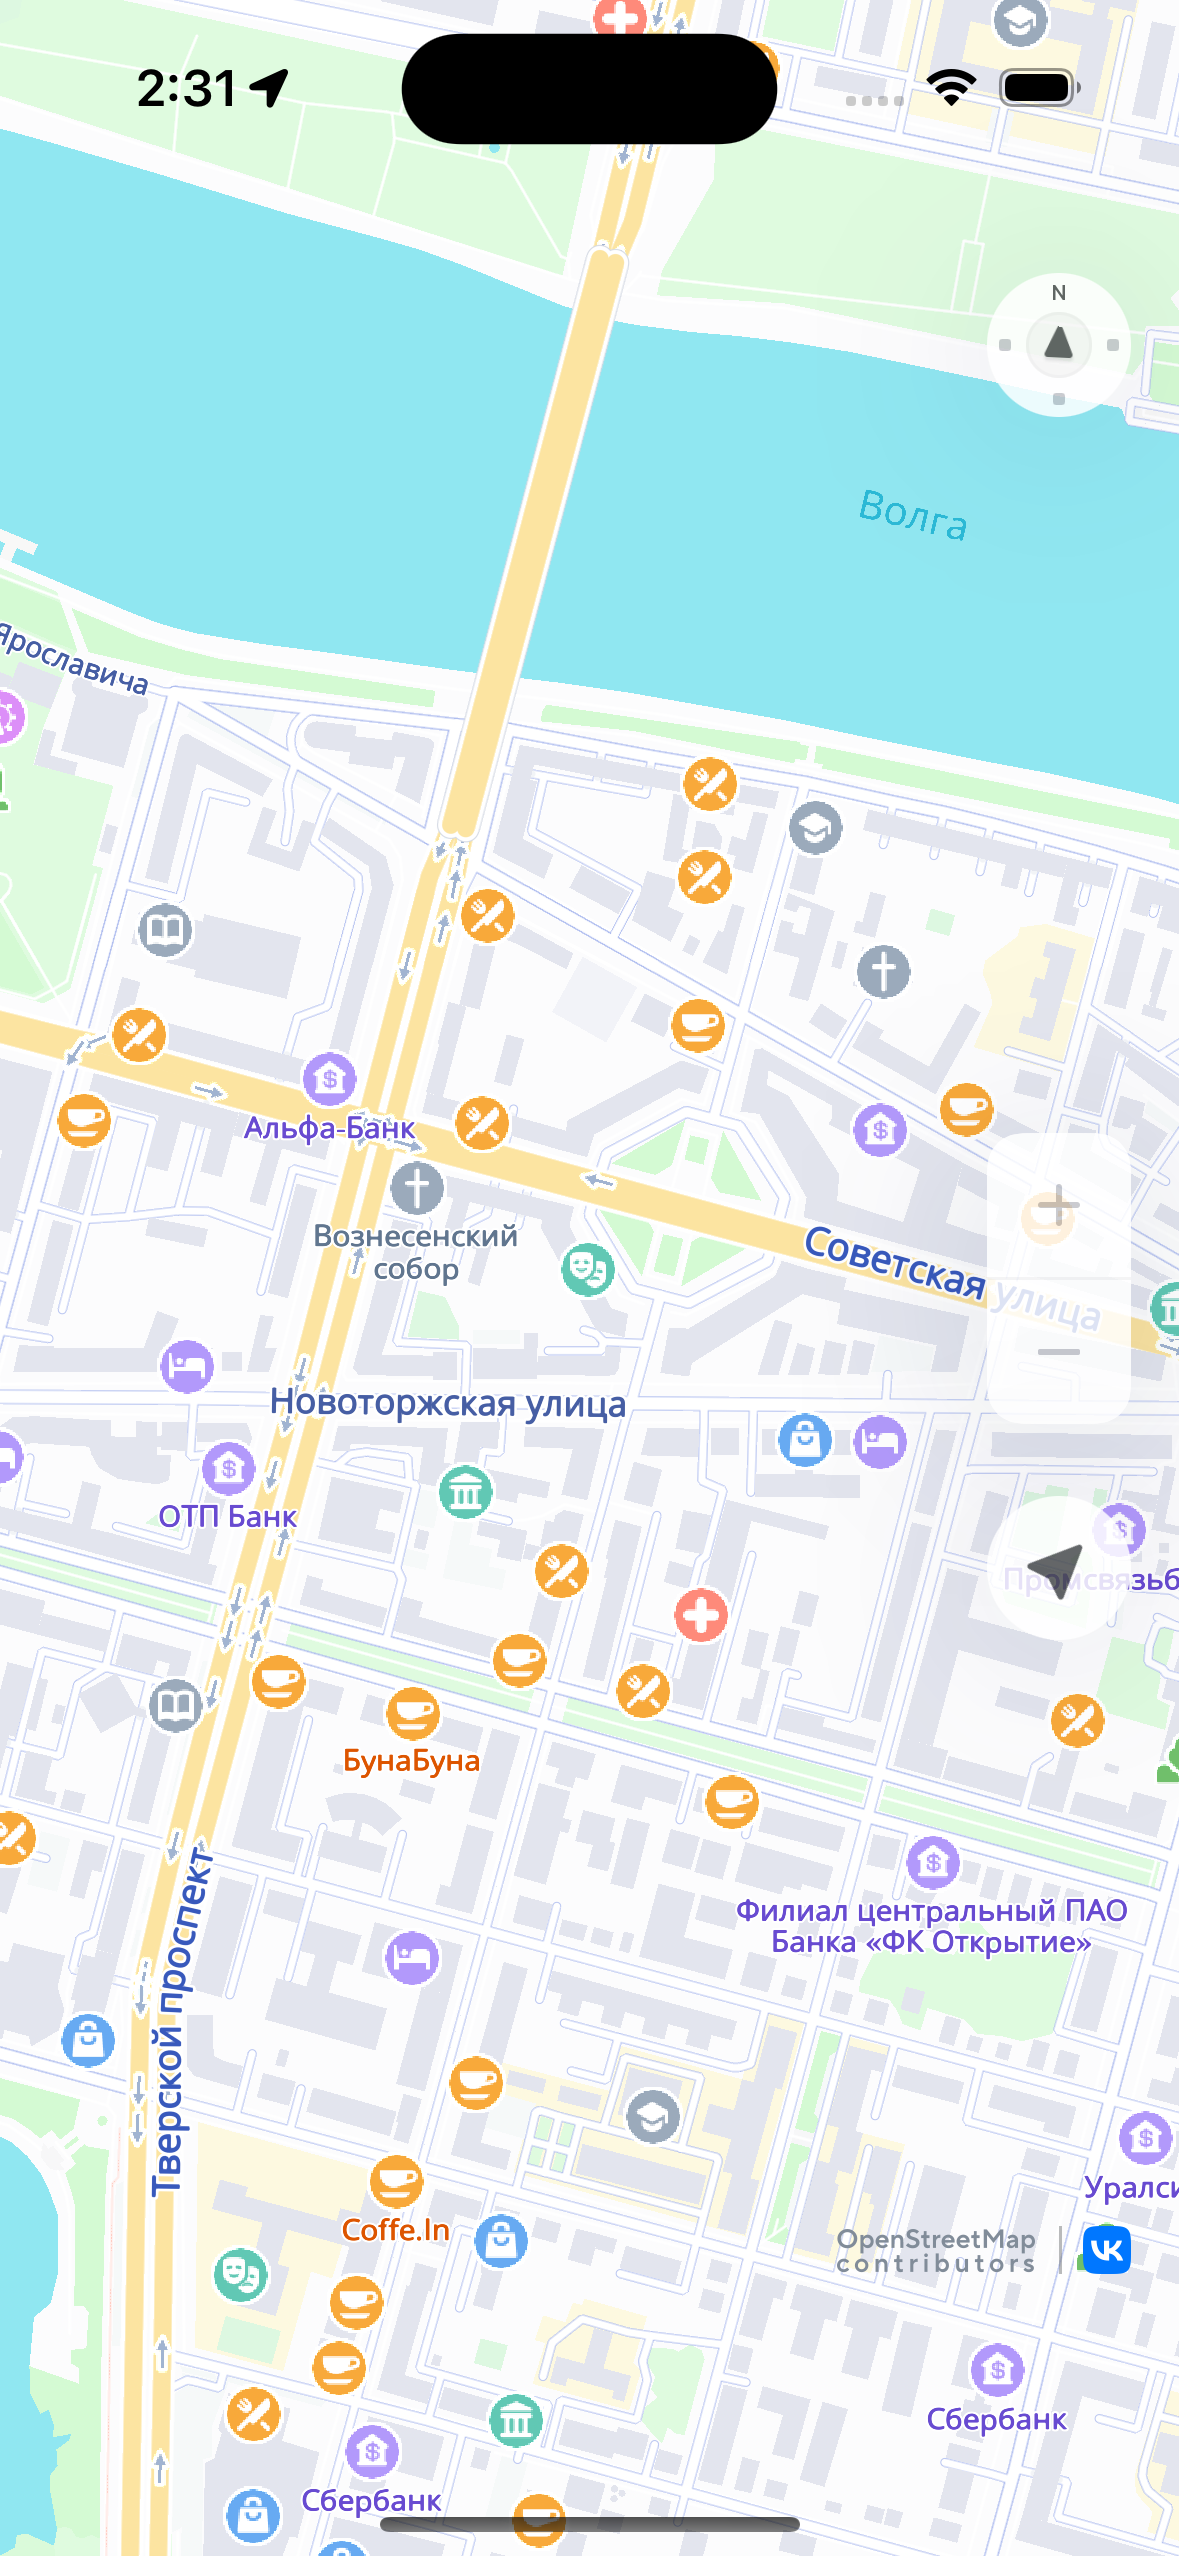 2:31
N
Волга
Ярославича
Альфа-Банк
Вознесенский
собор
Советская улица
Новоторжская улица
ОТП Банк
БунаБуна
Филиал центральный ПАО
Банка «ФК Открытие»
Тверской проспект
Coffe.In
OpenStreetMap
contributors
Сбербанк
Сбербанк